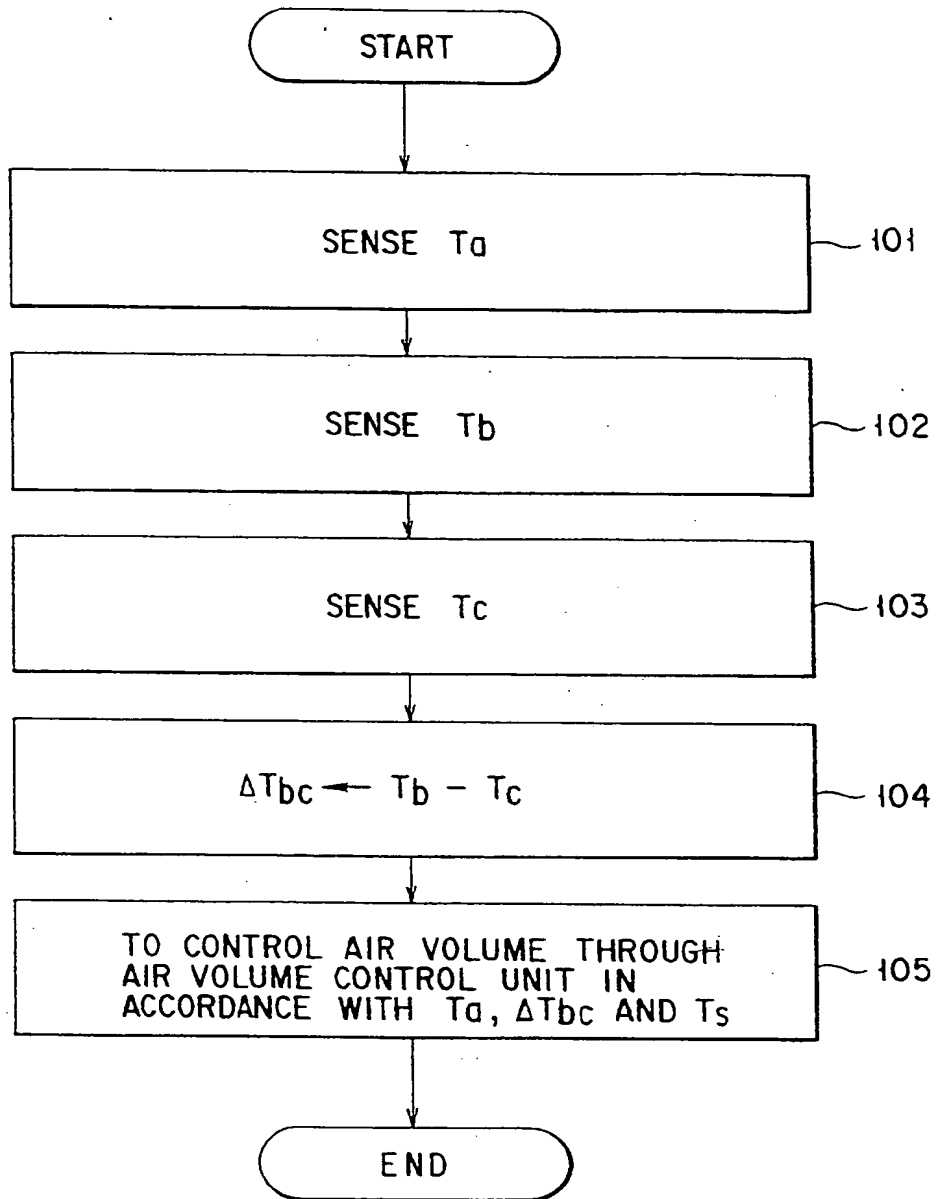 START
SENSE Ta
101
SENSE Tb
102
SENSE Tc
103
ΔTbc ← Tb − Tc
104
TO CONTROL AIR VOLUME THROUGH
AIR VOLUME CONTROL UNIT IN
ACCORDANCE WITH Ta, ΔTbc AND Ts
105
END